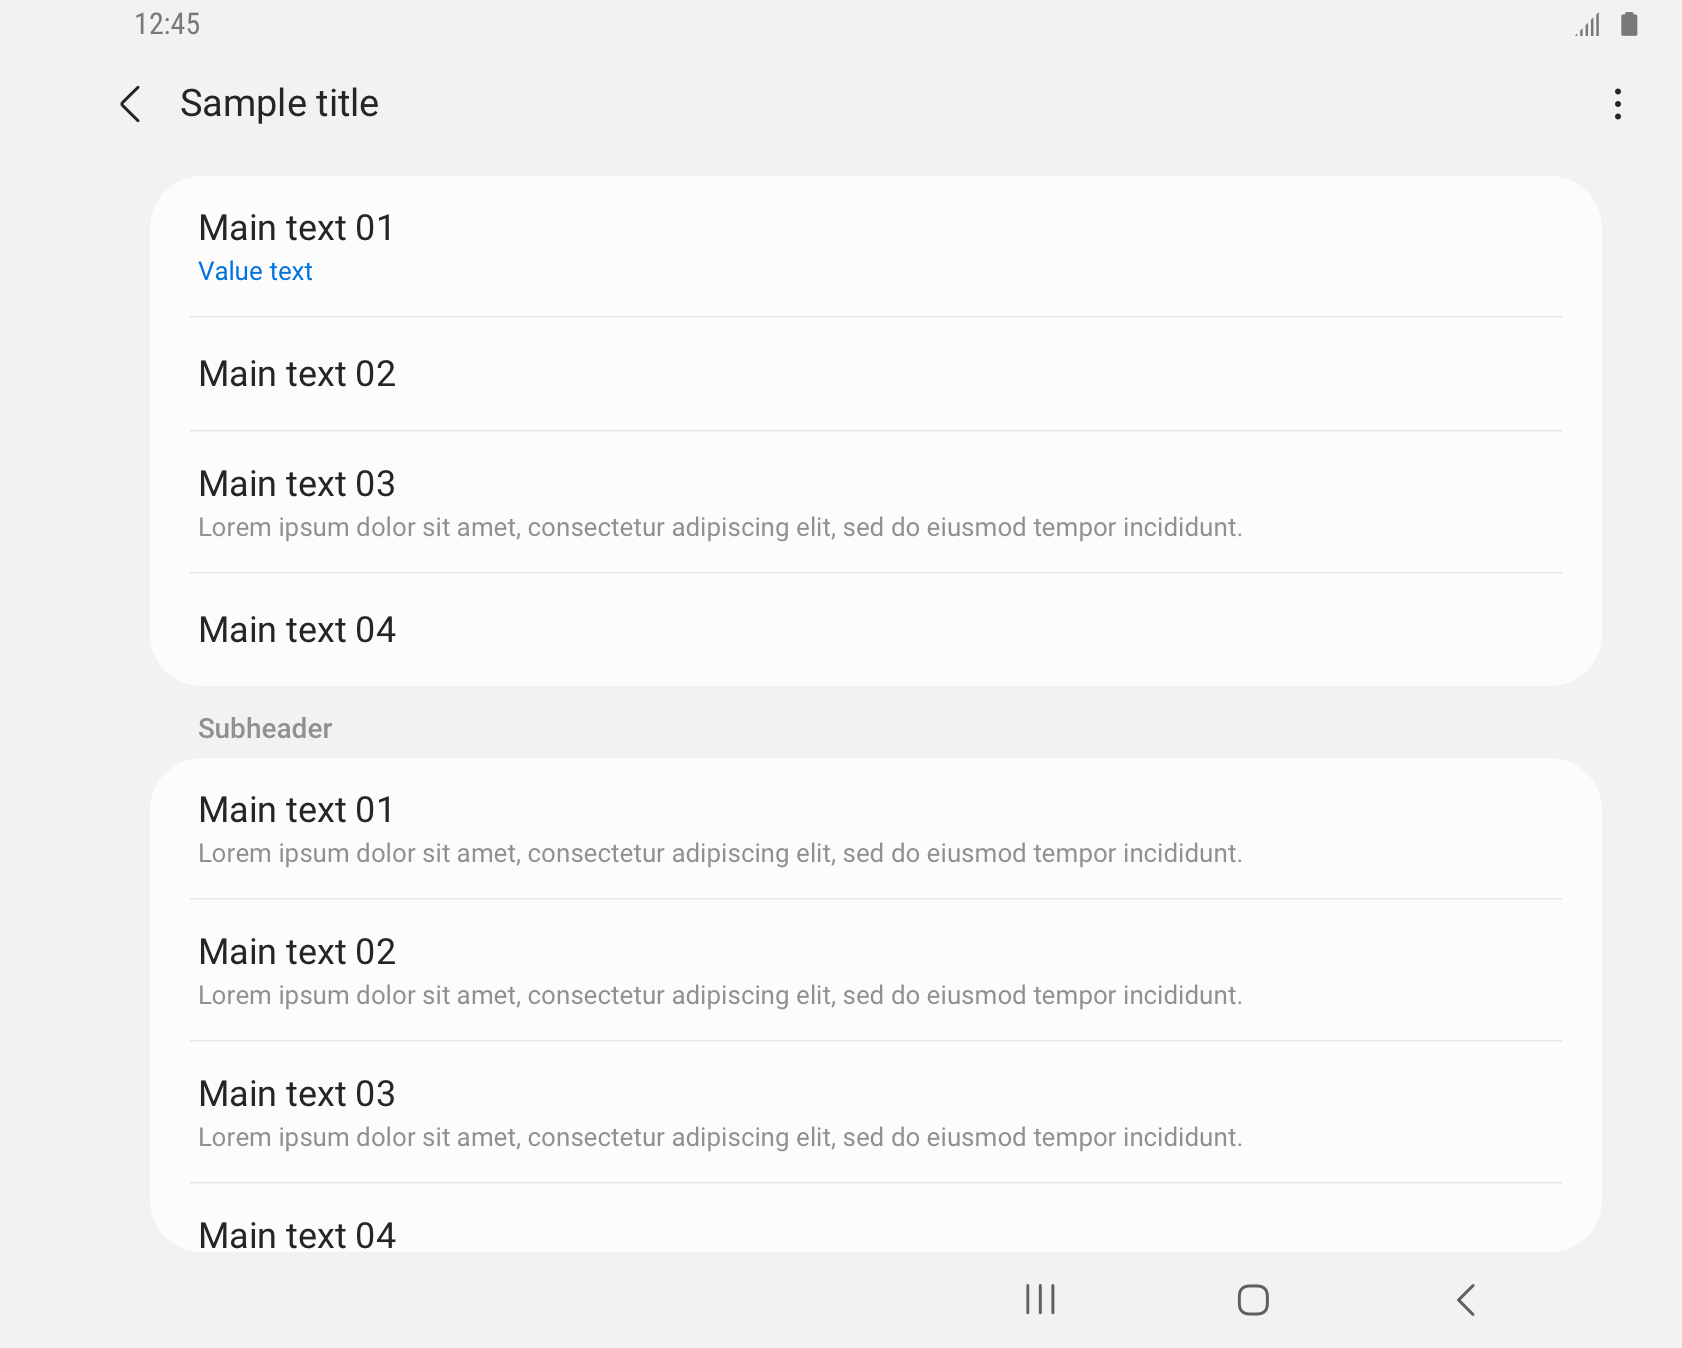 12:45
Sample title
Main text 01
Value text
Main text 02
Main text 03
Lorem ipsum dolor sit amet, consectetur adipiscing elit, sed do eiusmod tempor incididunt.
Main text 04
Subheader
Main text 01
Lorem ipsum dolor sit amet, consectetur adipiscing elit, sed do eiusmod tempor incididunt.
Main text 02
Lorem ipsum dolor sit amet, consectetur adipiscing elit, sed do eiusmod tempor incididunt.
Main text 03
Lorem ipsum dolor sit amet, consectetur adipiscing elit, sed do eiusmod tempor incididunt.
Main text 04